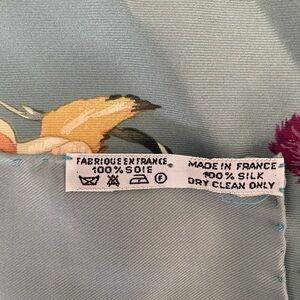 FABRIQUE EN FRANCE.
100% SOIE
F
MADE IN FRANCE
100% SILK
DRY CLEAN ONLY